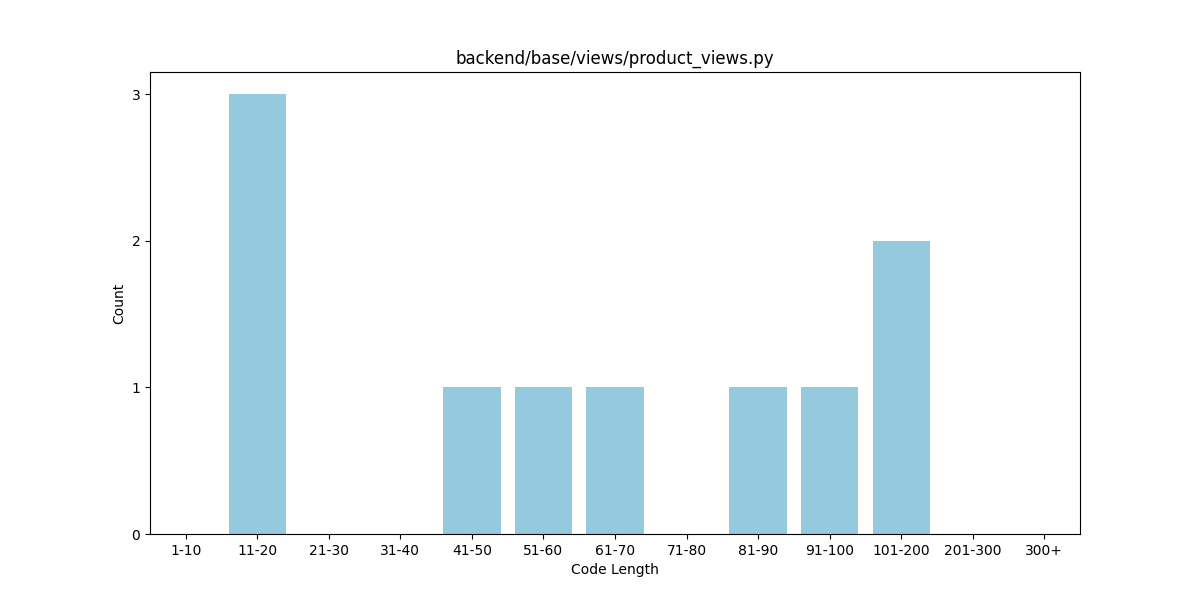 backend/base/views/product_views.py
3
2
1
0
Count
1-10 11-20 21-30 31-40 41-50 51-60 61-70 71-80 81-90 91-100 101-200 201-300 300+
Code Length